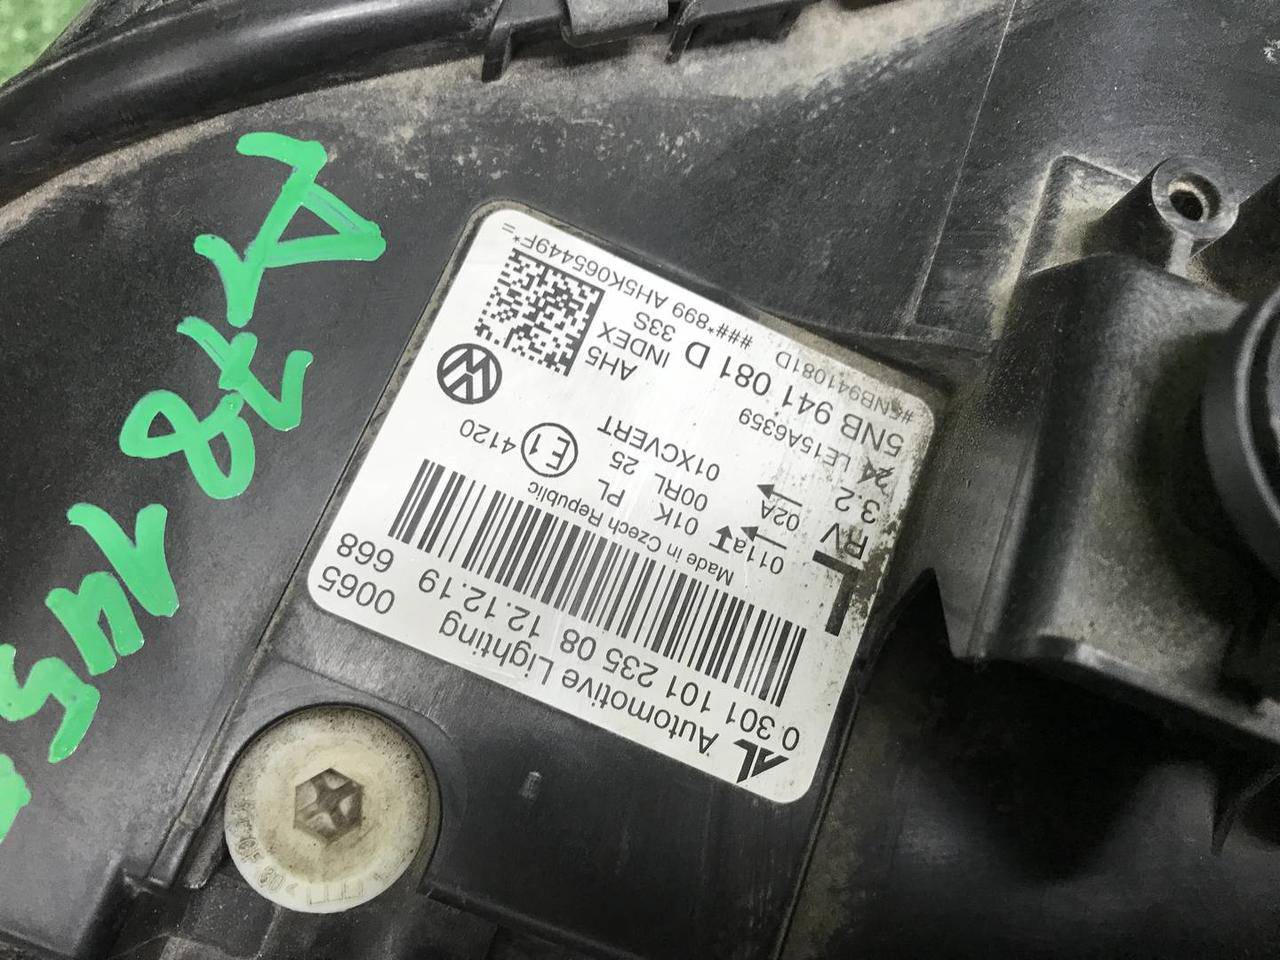 AL Automotive Lighting
0 301 101 235 08 12.12.19
0065
668
Made in Czech Republic
L
RV
3.2
24
011a
02A
01K
00RL
01XCVERT
PL
25
E1
4120
LE15A6359
5NB 941 081 D
INDEX
33S
AH5
#5NB941081D ###*899 AH5K0655449F*=